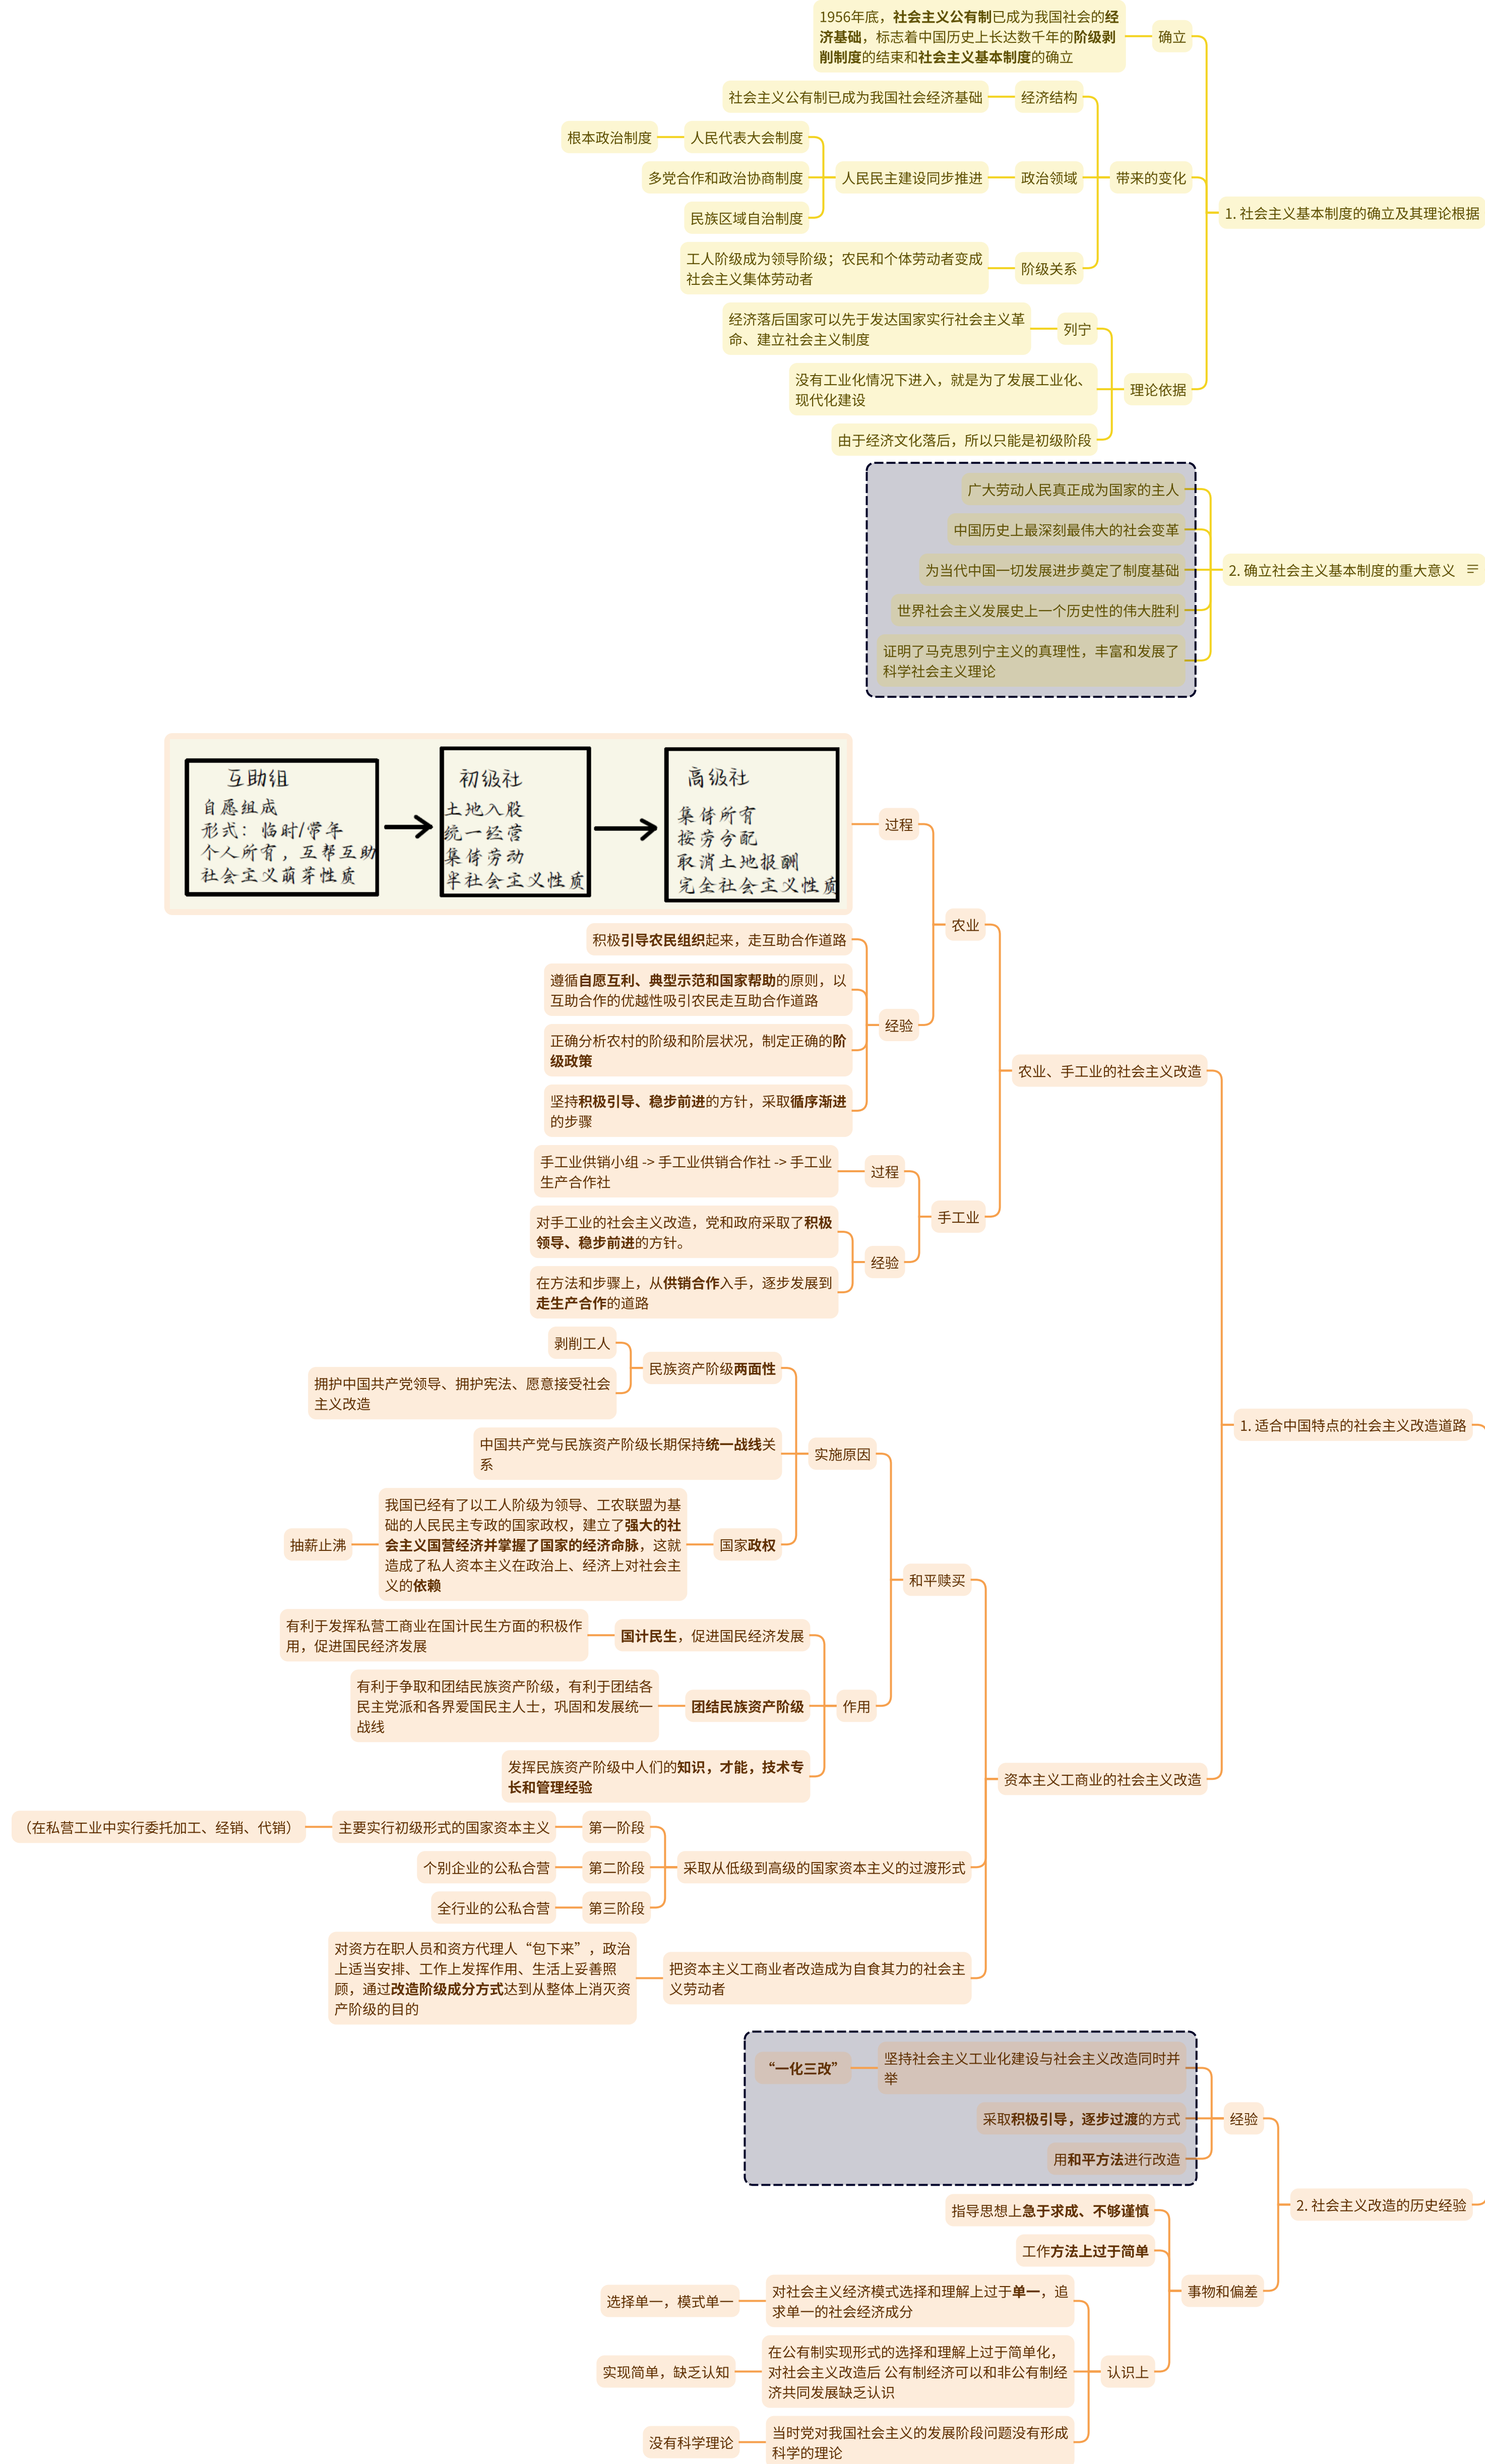 1. 社会主义基本制度的确立及其理论根据
确立
1956年底，社会主义公有制已成为我国社会的经
济基础，标志着中国历史上长达数千年的阶级剥
削制度的结束和社会主义基本制度的确立
带来的变化
经济结构
社会主义公有制已成为我国社会经济基础
政治领域
人民民主建设同步推进
人民代表大会制度
根本政治制度
多党合作和政治协商制度
民族区域自治制度
阶级关系
工人阶级成为领导阶级；农民和个体劳动者变成
社会主义集体劳动者
理论依据
列宁
经济落后国家可以先于发达国家实行社会主义革
命、建立社会主义制度
没有工业化情况下进入，就是为了发展工业化、
现代化建设
由于经济文化落后，所以只能是初级阶段
2. 确立社会主义基本制度的重大意义
广大劳动人民真正成为国家的主人
中国历史上最深刻最伟大的社会变革
为当代中国一切发展进步奠定了制度基础
世界社会主义发展史上一个历史性的伟大胜利
证明了马克思列宁主义的真理性，丰富和发展了
科学社会主义理论
1. 适合中国特点的社会主义改造道路
农业、手工业的社会主义改造
农业
过程
互助组
自愿组成
形式：临时/常年
个人所有，互帮互助
社会主义萌芽性质
初级社
土地入股
统一经营
集体劳动
半社会主义性质
高级社
集体所有
按劳分配
取消土地报酬
完全社会主义性质
经验
积极引导农民组织起来，走互助合作道路
遵循自愿互利、典型示范和国家帮助的原则，以
互助合作的优越性吸引农民走互助合作道路
正确分析农村的阶级和阶层状况，制定正确的阶
级政策
坚持积极引导、稳步前进的方针，采取循序渐进
的步骤
手工业
过程
手工业供销小组 -> 手工业供销合作社 -> 手工业
生产合作社
经验
对手工业的社会主义改造，党和政府采取了积极
领导、稳步前进的方针。
在方法和步骤上，从供销合作入手，逐步发展到
走生产合作的道路
资本主义工商业的社会主义改造
和平赎买
实施原因
民族资产阶级两面性
剥削工人
拥护中国共产党领导、拥护宪法、愿意接受社会
主义改造
中国共产党与民族资产阶级长期保持统一战线关
系
国家政权
我国已经有了以工人阶级为领导、工农联盟为基
础的人民民主专政的国家政权，建立了强大的社
会主义国营经济并掌握了国家的经济命脉，这就
造成了私人资本主义在政治上、经济上对社会主
义的依赖
抽薪止沸
作用
国计民生，促进国民经济发展
有利于发挥私营工商业在国计民生方面的积极作
用，促进国民经济发展
团结民族资产阶级
有利于争取和团结民族资产阶级，有利于团结各
民主党派和各界爱国民主人士，巩固和发展统一
战线
发挥民族资产阶级中人们的知识，才能，技术专
长和管理经验
采取从低级到高级的国家资本主义的过渡形式
第一阶段
主要实行初级形式的国家资本主义
（在私营工业中实行委托加工、经销、代销）
第二阶段
个别企业的公私合营
第三阶段
全行业的公私合营
把资本主义工商业者改造成为自食其力的社会主
义劳动者
对资方在职人员和资方代理人“包下来”，政治
上适当安排、工作上发挥作用、生活上妥善照
顾，通过改造阶级成分方式达到从整体上消灭资
产阶级的目的
2. 社会主义改造的历史经验
经验
坚持社会主义工业化建设与社会主义改造同时并
举
“一化三改”
采取积极引导，逐步过渡的方式
用和平方法进行改造
事物和偏差
指导思想上急于求成、不够谨慎
工作方法上过于简单
认识上
对社会主义经济模式选择和理解上过于单一，追
求单一的社会经济成分
选择单一，模式单一
在公有制实现形式的选择和理解上过于简单化，
对社会主义改造后 公有制经济可以和非公有制经
济共同发展缺乏认识
实现简单，缺乏认知
当时党对我国社会主义的发展阶段问题没有形成
科学的理论
没有科学理论